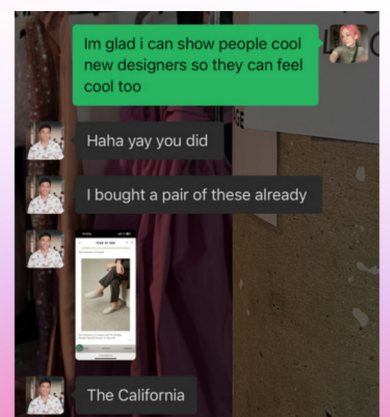 Im glad i can show people cool
new designers so they can feel
cool too
Haha yay you did
I bought a pair of these already
The California